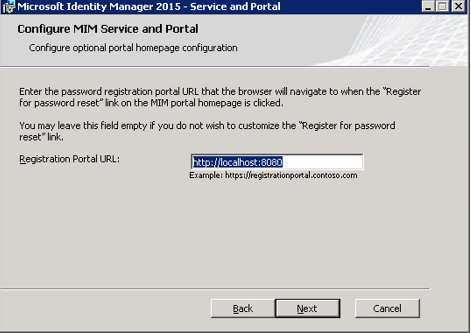 Microsoft Identity Manager 2015 - Service and Portal
Configure MIM Service and Portal
Configure optional portal homepage configuration
Enter the password registration portal URL that the browser will navigate to when the "Register
for password reset" link on the MIM portal homepage is clicked.
You may leave this field empty if you do not wish to customize the "Register for password
reset" link.
Registration Portal URL:
http://localhost:8080
Example: https://registrationportal.contoso.com
Back
Next
Cancel